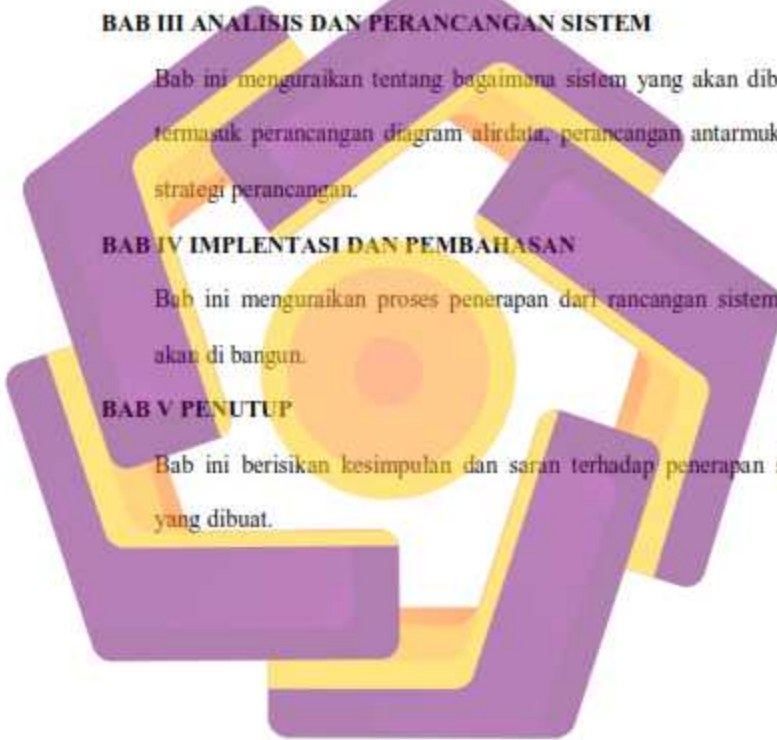 BAB III ANALISIS DAN PERANCANGAN SISTEM
Bab ini menguraikan tentang bagaimana sistem yang akan dib
termasuk perancangan diagram alirdata, perancangan antarmuk
strategi perancangan.
BAB IV IMPLENTASI DAN PEMBAHASAN
Bab ini menguraikan proses penerapan dari rancangan sistem
akan di bangun.
BAB V PENUTUP
Bab ini berisikan kesimpulan dan saran terhadap penerapan
yang dibuat.